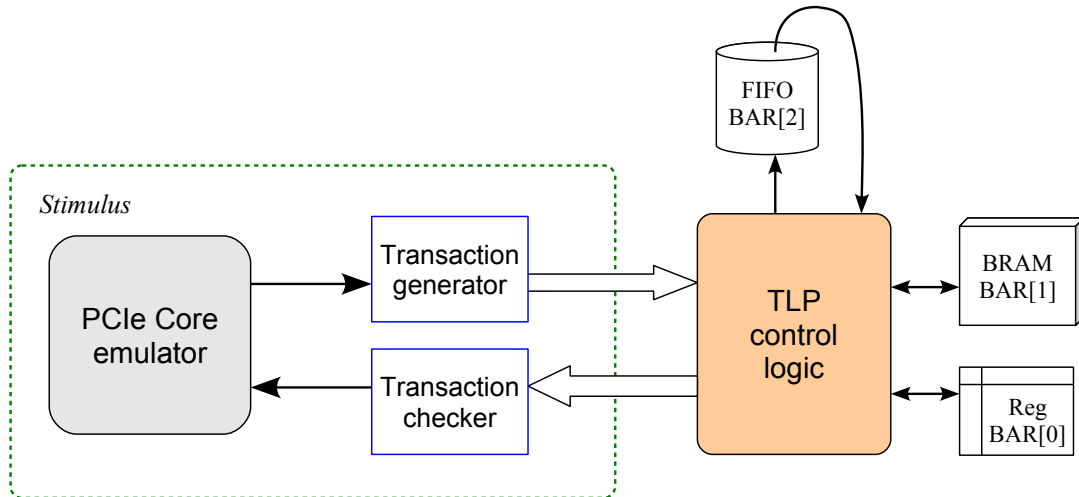 FIFO
BAR[2]
Stimulus
PCIe Core
emulator
Transaction
generator
Transaction
checker
TLP
control
logic
BRAM
BAR[1]
Reg
BAR[0]